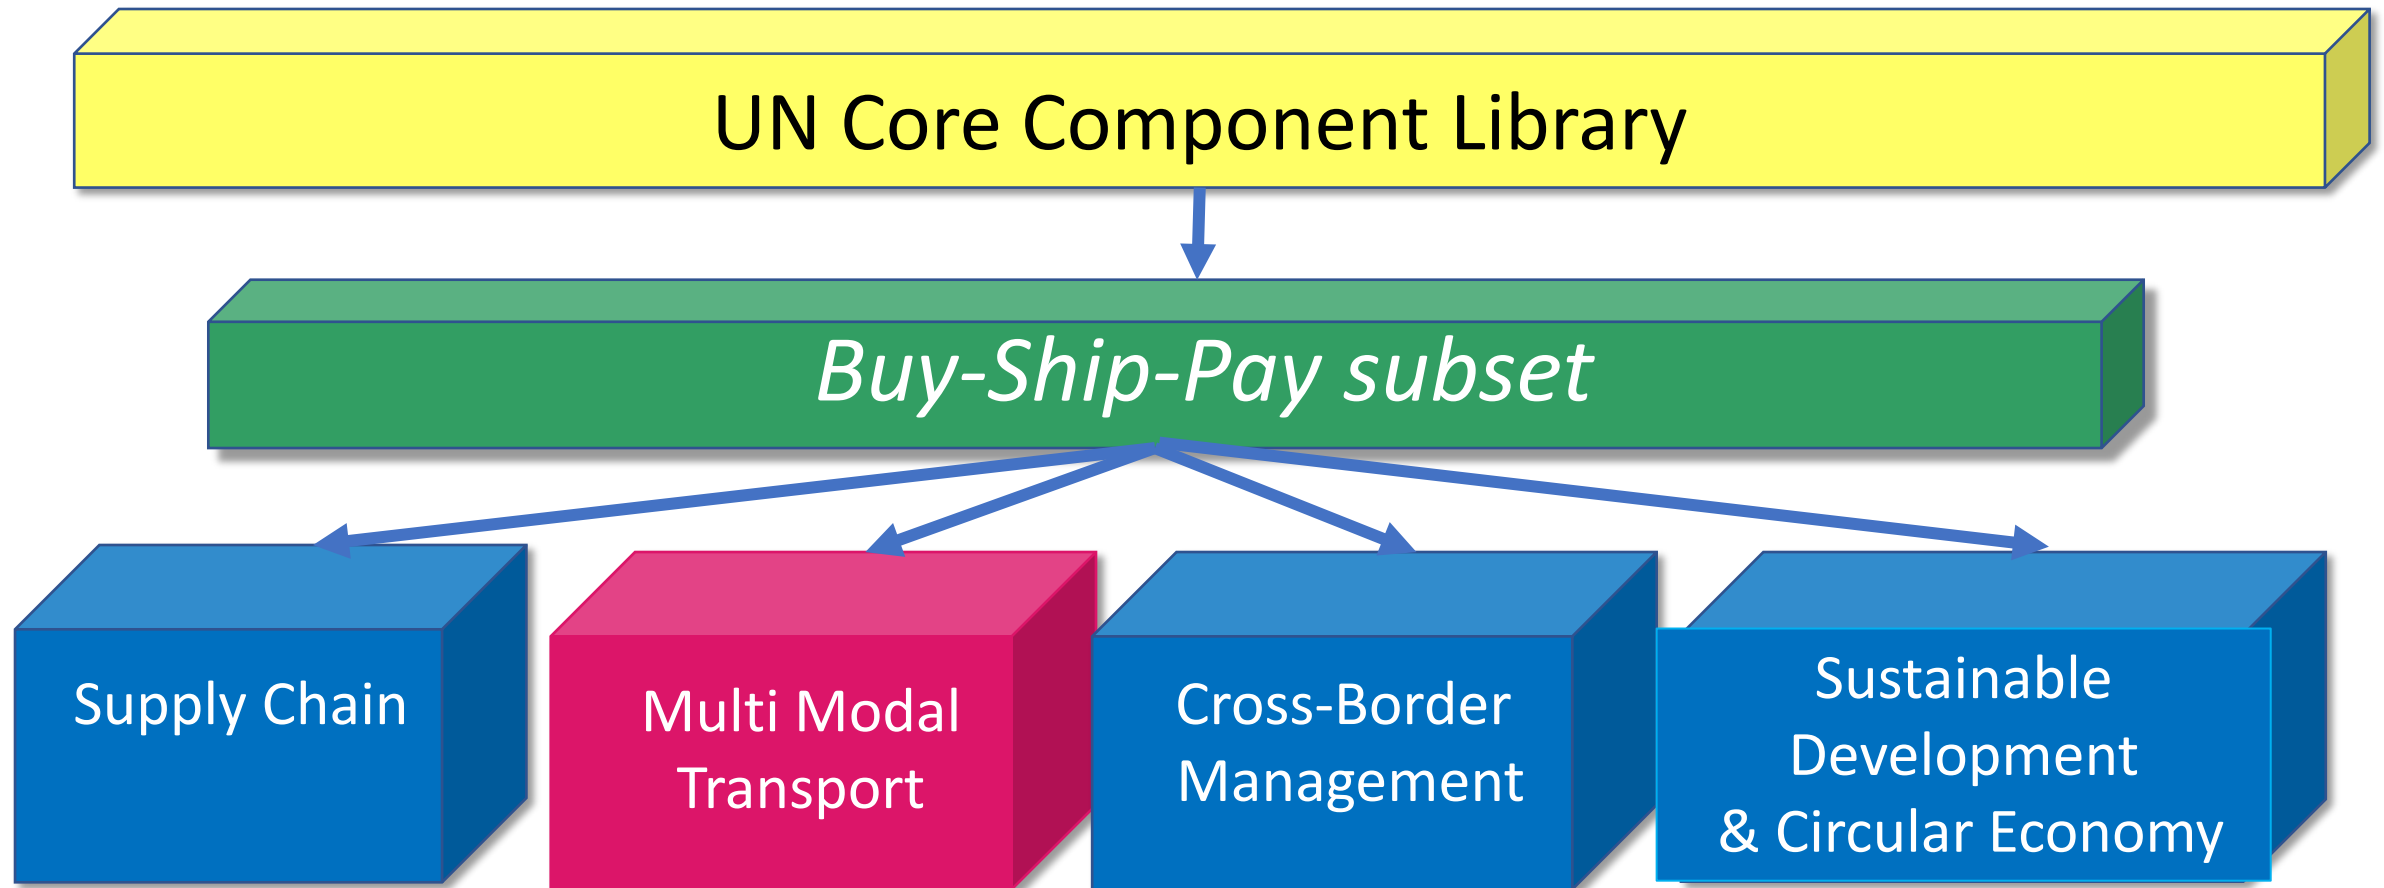 UN Core Component Library
Buy-Ship-Pay subset
Supply Chain
Multi Modal
Transport
Cross-Border
Management
Sustainable
Development
& Circular Economy